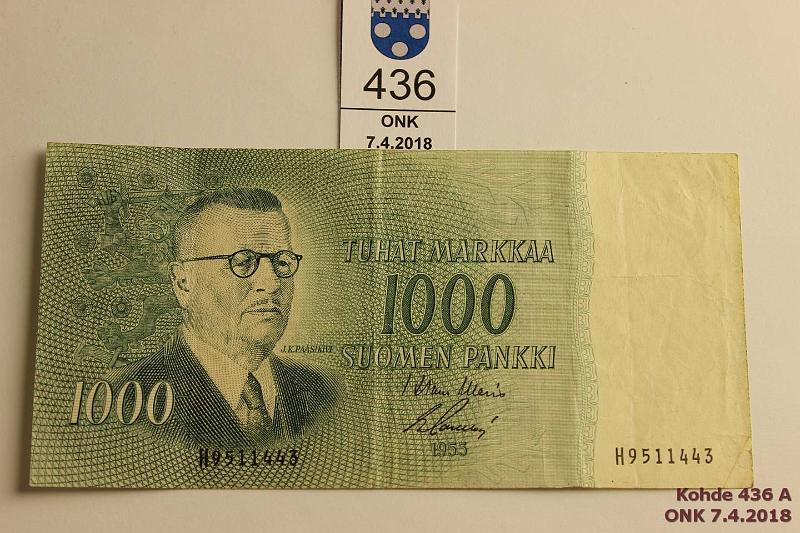 436
ONK
7.4.2018
TUHAT MARKKAA
1000
J.K.PAASIKIVI
SUOMEN PANKKI
1000
1955
H9511443
H9511443
Kohde 436 A
ONK 7.4.2018